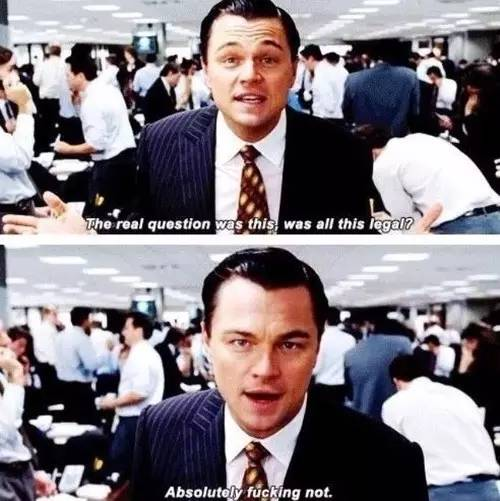 The real question was this, was all this legal?
Absolutely fucking not.